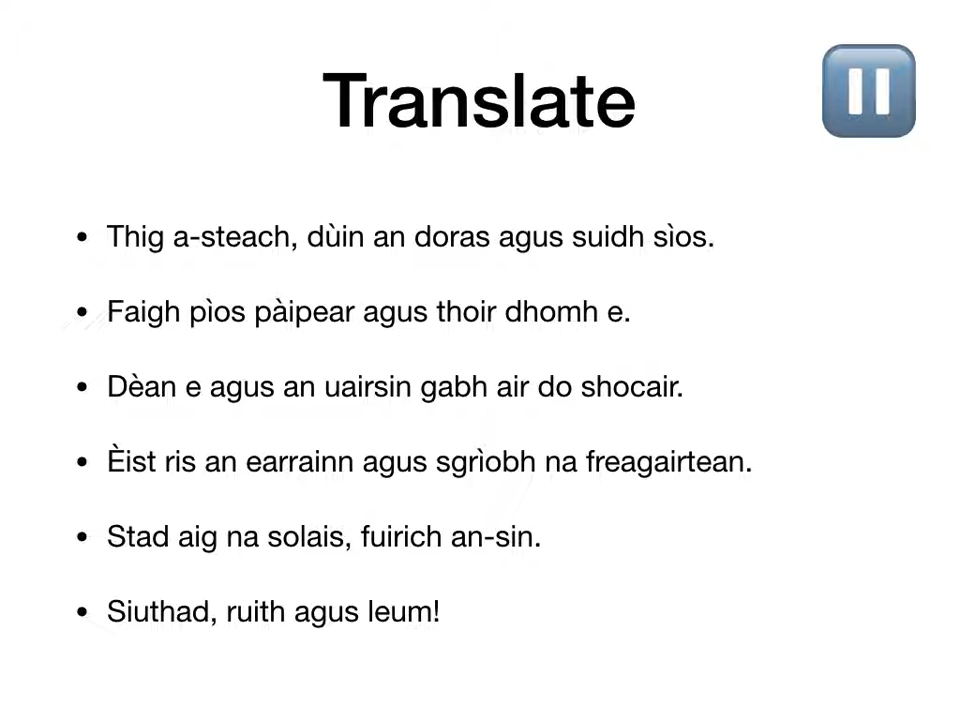 Translate
• Thig a-steach, dùin an doras agus suidh sìos.
• Faigh pìos pàipear agus thoir dhomh e.
• Dèan e agus an uairsin gabh air do shocair.
• Èist ris an earrainn agus sgrìobh na freagairtean.
• Stad aig na solais, fuirich an-sin.
• Siuthad, ruith agus leum!